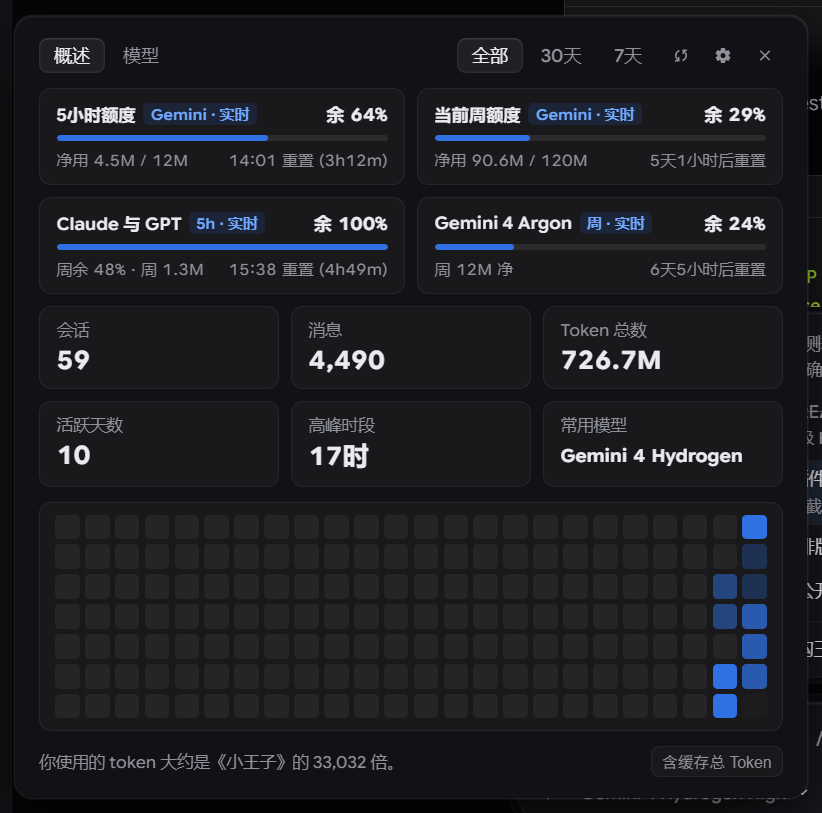 概述 模型 全部 30天 7天
5小时额度 Gemini · 实时 余 64%
净用 4.5M / 12M 14:01 重置 (3h12m)
当前周额度 Gemini · 实时 余 29%
净用 90.6M / 120M 5天1小时后重置
Claude 与 GPT 5h · 实时 余 100%
周余 48% · 周 1.3M 15:38 重置 (4h49m)
Gemini 4 Argon 周 · 实时 余 24%
周 12M 净 6天5小时后重置
会话
59
消息
4,490
Token 总数
726.7M
活跃天数
10
高峰时段
17时
常用模型
Gemini 4 Hydrogen
你使用的 token 大约是《小王子》的 33,032 倍。
含缓存总 Token